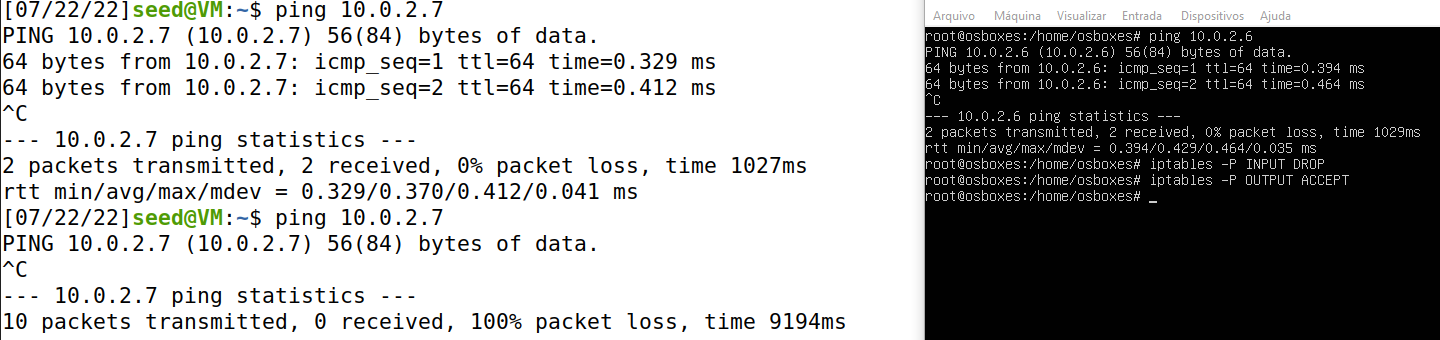 [07/22/22]seed@VM:~$ ping 10.0.2.7
PING 10.0.2.7 (10.0.2.7) 56(84) bytes of data.
64 bytes from 10.0.2.7: icmp_seq=1 ttl=64 time=0.329 ms
64 bytes from 10.0.2.7: icmp_seq=2 ttl=64 time=0.412 ms
^C
--- 10.0.2.7 ping statistics ---
2 packets transmitted, 2 received, 0% packet loss, time 1027ms
rtt min/avg/max/mdev = 0.329/0.370/0.412/0.041 ms
[07/22/22]seed@VM:~$ ping 10.0.2.7
PING 10.0.2.7 (10.0.2.7) 56(84) bytes of data.
^C
--- 10.0.2.7 ping statistics ---
10 packets transmitted, 0 received, 100% packet loss, time 9194ms
Arquivo Máquina Visualizar Entrada Dispositivos Ajuda
root@osboxes:/home/osboxes# ping 10.0.2.6
PING 10.0.2.6 (10.0.2.6) 56(84) bytes of data.
64 bytes from 10.0.2.6: icmp_seq=1 ttl=64 time=0.394 ms
64 bytes from 10.0.2.6: icmp_seq=2 ttl=64 time=0.464 ms
^C
--- 10.0.2.6 ping statistics ---
2 packets transmitted, 2 received, 0% packet loss, time 1029ms
rtt min/avg/max/mdev = 0.394/0.429/0.464/0.035 ms
root@osboxes:/home/osboxes# iptables -P INPUT DROP
root@osboxes:/home/osboxes# iptables -P OUTPUT ACCEPT
root@osboxes:/home/osboxes# _